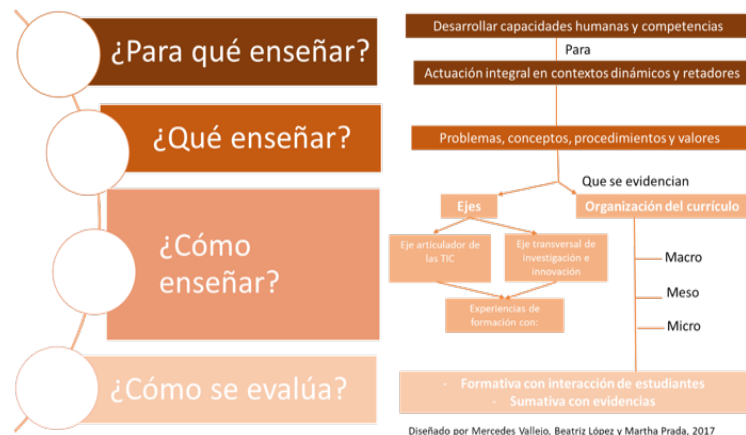 ¿Para qué enseñar?
¿Qué enseñar?
¿Cómo
enseñar?
¿Cómo se evalúa?
Desarrollar capacidades humanas y competencias
Para
Actuación integral en contextos dinámicos y retadores
Problemas, conceptos, procedimientos y valores
Que se evidencian
Ejes
Organización del currículo
Eje articulador de
las TIC
Eje transversal de
investigación e
innovación
Macro
Meso
Micro
Experiencias de
formación con:
- Formativa con interacción de estudiantes
- Sumativa con evidencias
Diseñado por Mercedes Vallejo, Beatriz López y Martha Prada, 2017